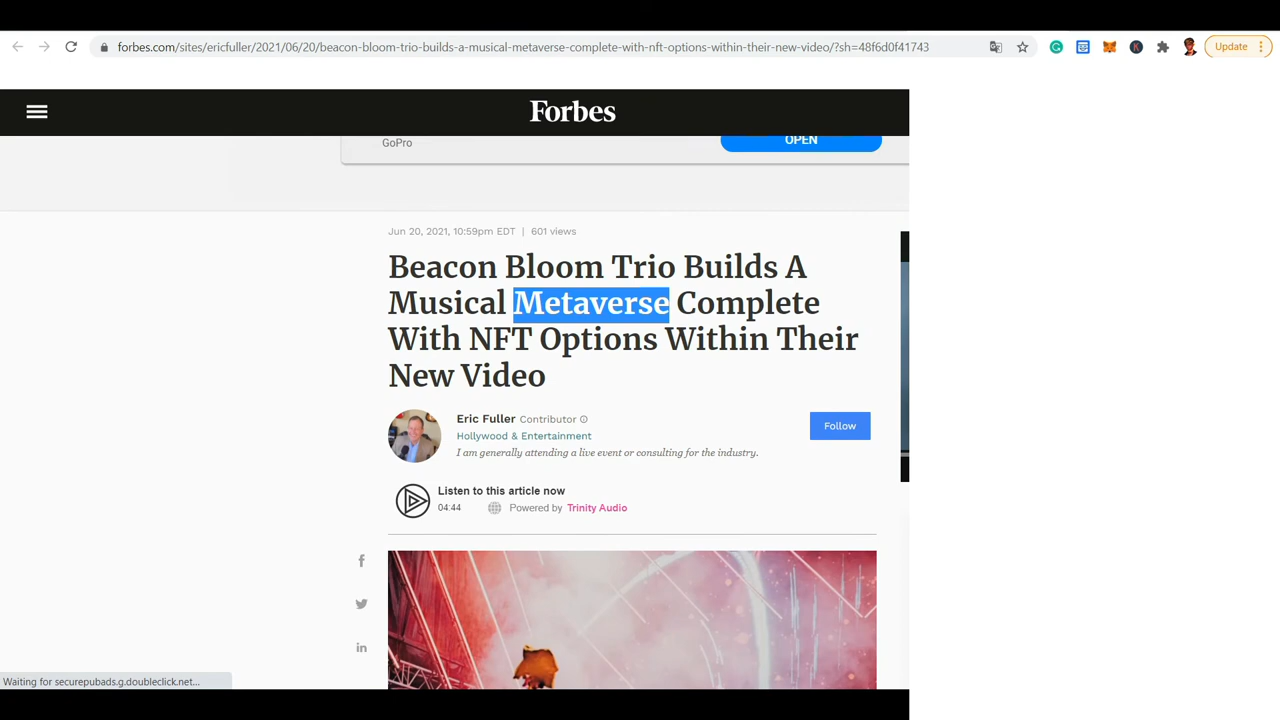 forbes.com/sites/ericfuller/2021/06/20/beacon-bloom-trio-builds-a-musical-metaverse-complete-with-nft-options-within-their-new-video/?sh=48f6d0f41743
Update
Forbes
GoPro
OPEN
Jun 20, 2021, 10:59pm EDT | 601 views
Beacon Bloom Trio Builds A
Musical Metaverse Complete
With NFT Options Within Their
New Video
Eric Fuller Contributor
Hollywood & Entertainment
I am generally attending a live event or consulting for the industry.
Follow
Listen to this article now
04:44 Powered by Trinity Audio
Waiting for securepubads.g.doubleclick.net...